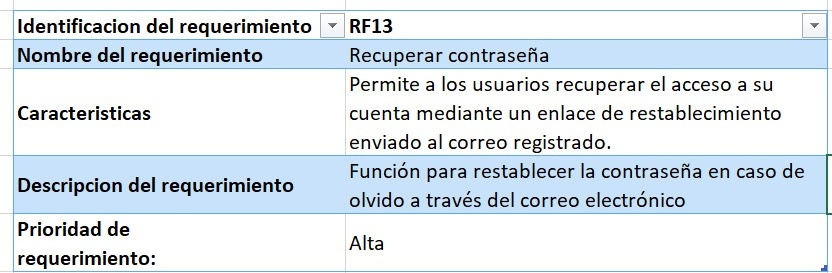 Identificacion del requerimiento RF13
Nombre del requerimiento Recuperar contraseña
Permite a los usuarios recuperar el acceso a su
Caracteristicas cuenta mediante un enlace de restablecimiento
enviado al correo registrado.
Descripcion del requerimiento Función para restablecer la contraseña en caso de
olvido a través del correo electrónico
Prioridad de
requerimiento: Alta